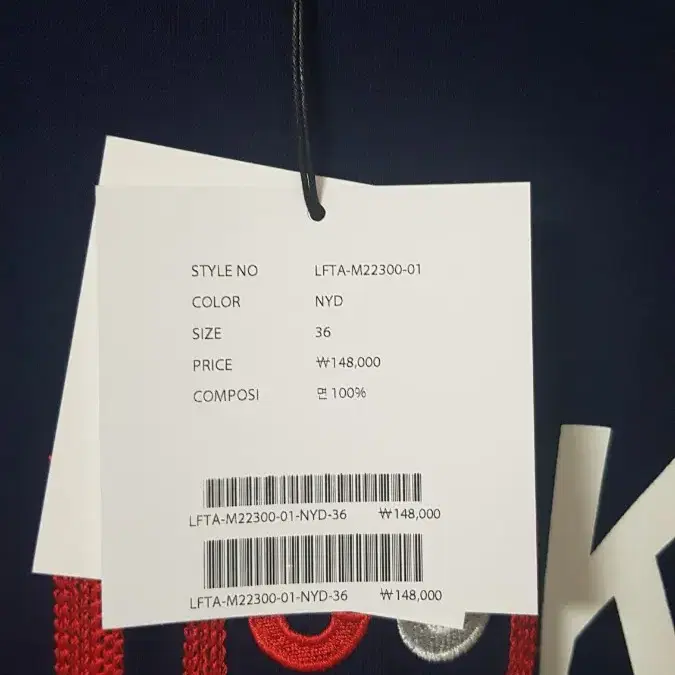 STYLE NO LFTA-M22300-01
COLOR NYD
SIZE 36
PRICE ₩148,000
COMPOSI 면 100%
LFTA-M22300-01-NYD-36 ₩148,000
LFTA-M22300-01-NYD-36 ₩148,000
K